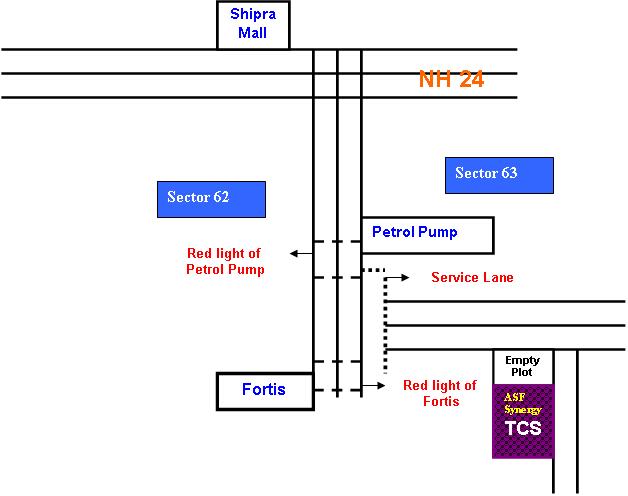 Shipra
Mall
NH 24
Sector 63
Sector 62
Petrol Pump
Red light of
Petrol Pump
Service Lane
Empty
Plot
Fortis
Red light of
Fortis
ASF
Synergy
TCS